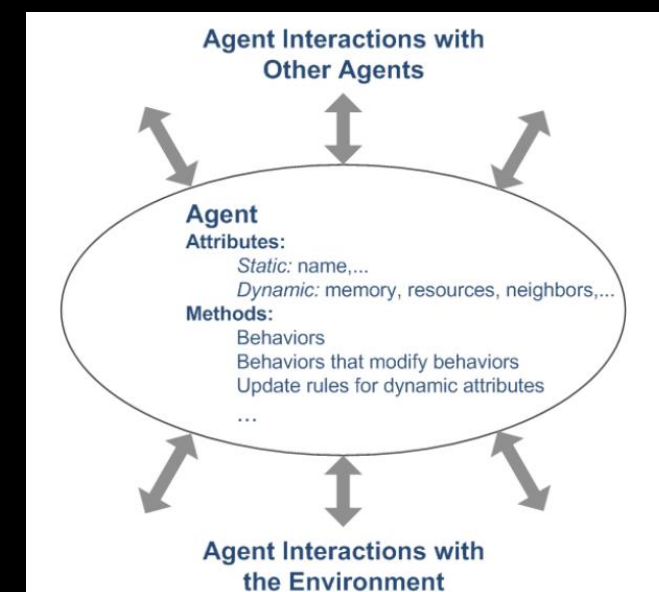 Agent Interactions with
Other Agents
Agent
Attributes:
Static: name,...
Dynamic: memory, resources, neighbors,...
Methods:
Behaviors
Behaviors that modify behaviors
Update rules for dynamic attributes
...
Agent Interactions with
the Environment